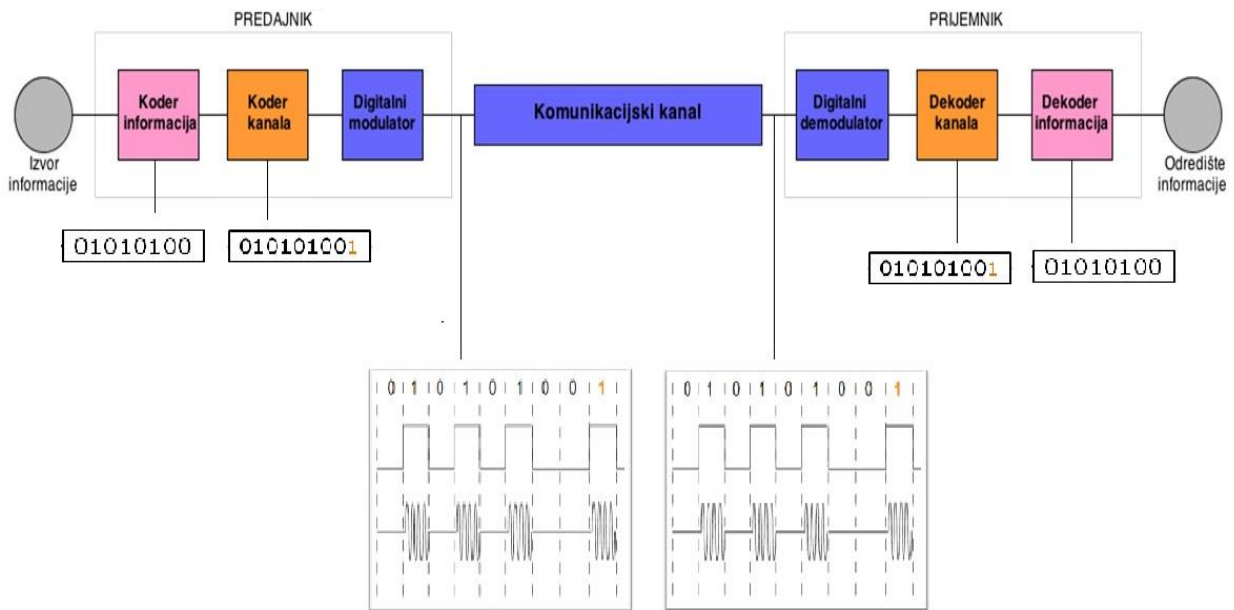 PREDAJNIK
PRIJEMNIK
Izvor
informacije
Koder
informacija
Koder
kanala
Digitalni
modulator
Komunikacijski kanal
Digitalni
demodulator
Dekoder
kanala
Dekoder
informacija
Odredište
informacije
01010100
010101001
010101001
01010100
0 1 0 1 0 1 0 0 1
0 1 0 1 0 1 0 0 1